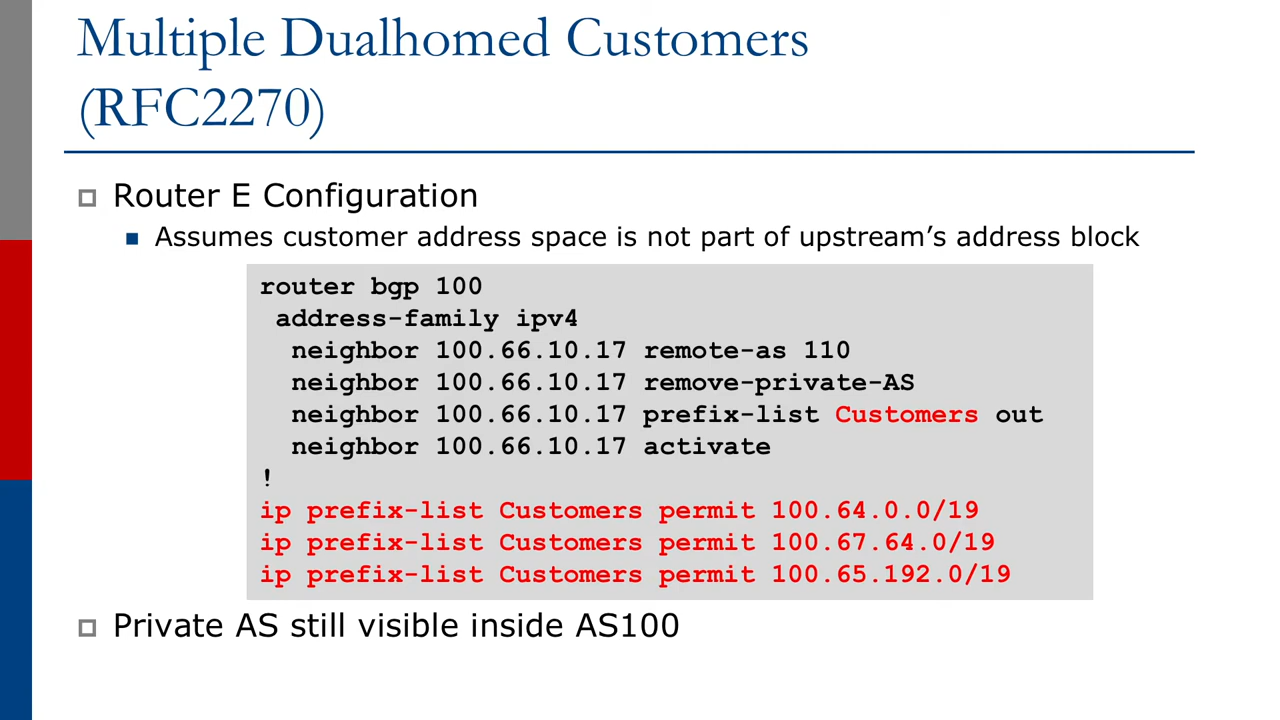 Multiple Dualhomed Customers
(RFC2270)
Router E Configuration
Assumes customer address space is not part of upstream’s address block
router bgp 100
address-family ipv4
neighbor 100.66.10.17 remote-as 110
neighbor 100.66.10.17 remove-private-AS
neighbor 100.66.10.17 prefix-list Customers out
neighbor 100.66.10.17 activate
!
ip prefix-list Customers permit 100.64.0.0/19
ip prefix-list Customers permit 100.67.64.0/19
ip prefix-list Customers permit 100.65.192.0/19
Private AS still visible inside AS100